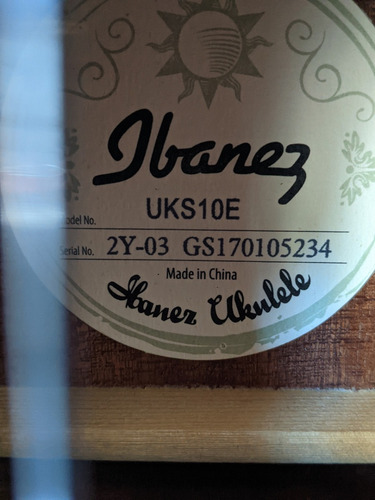 Ibanez
Model No. UKS10E
Serial No. 2Y-03 GS170105234
Made in China
Ibanez Ukulele